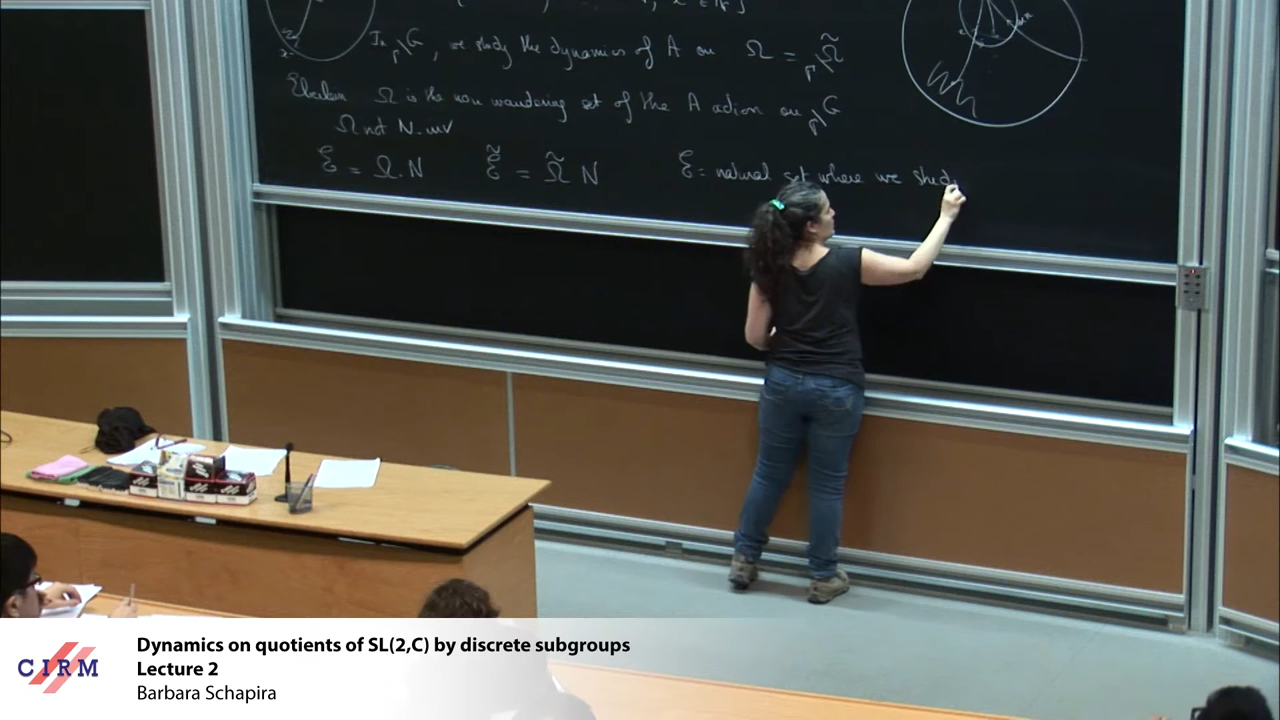 In Γ\G, we study the dynamics of A on Ω = Γ\Ω̃
Eberlein Ω is the non wandering set of the A action on Γ\G
Ω not N-inv
ℰ = Ω.N ℰ̃ = Ω̃ N ℰ = natural set where we study
CIRM
Dynamics on quotients of SL(2,C) by discrete subgroups
Lecture 2
Barbara Schapira